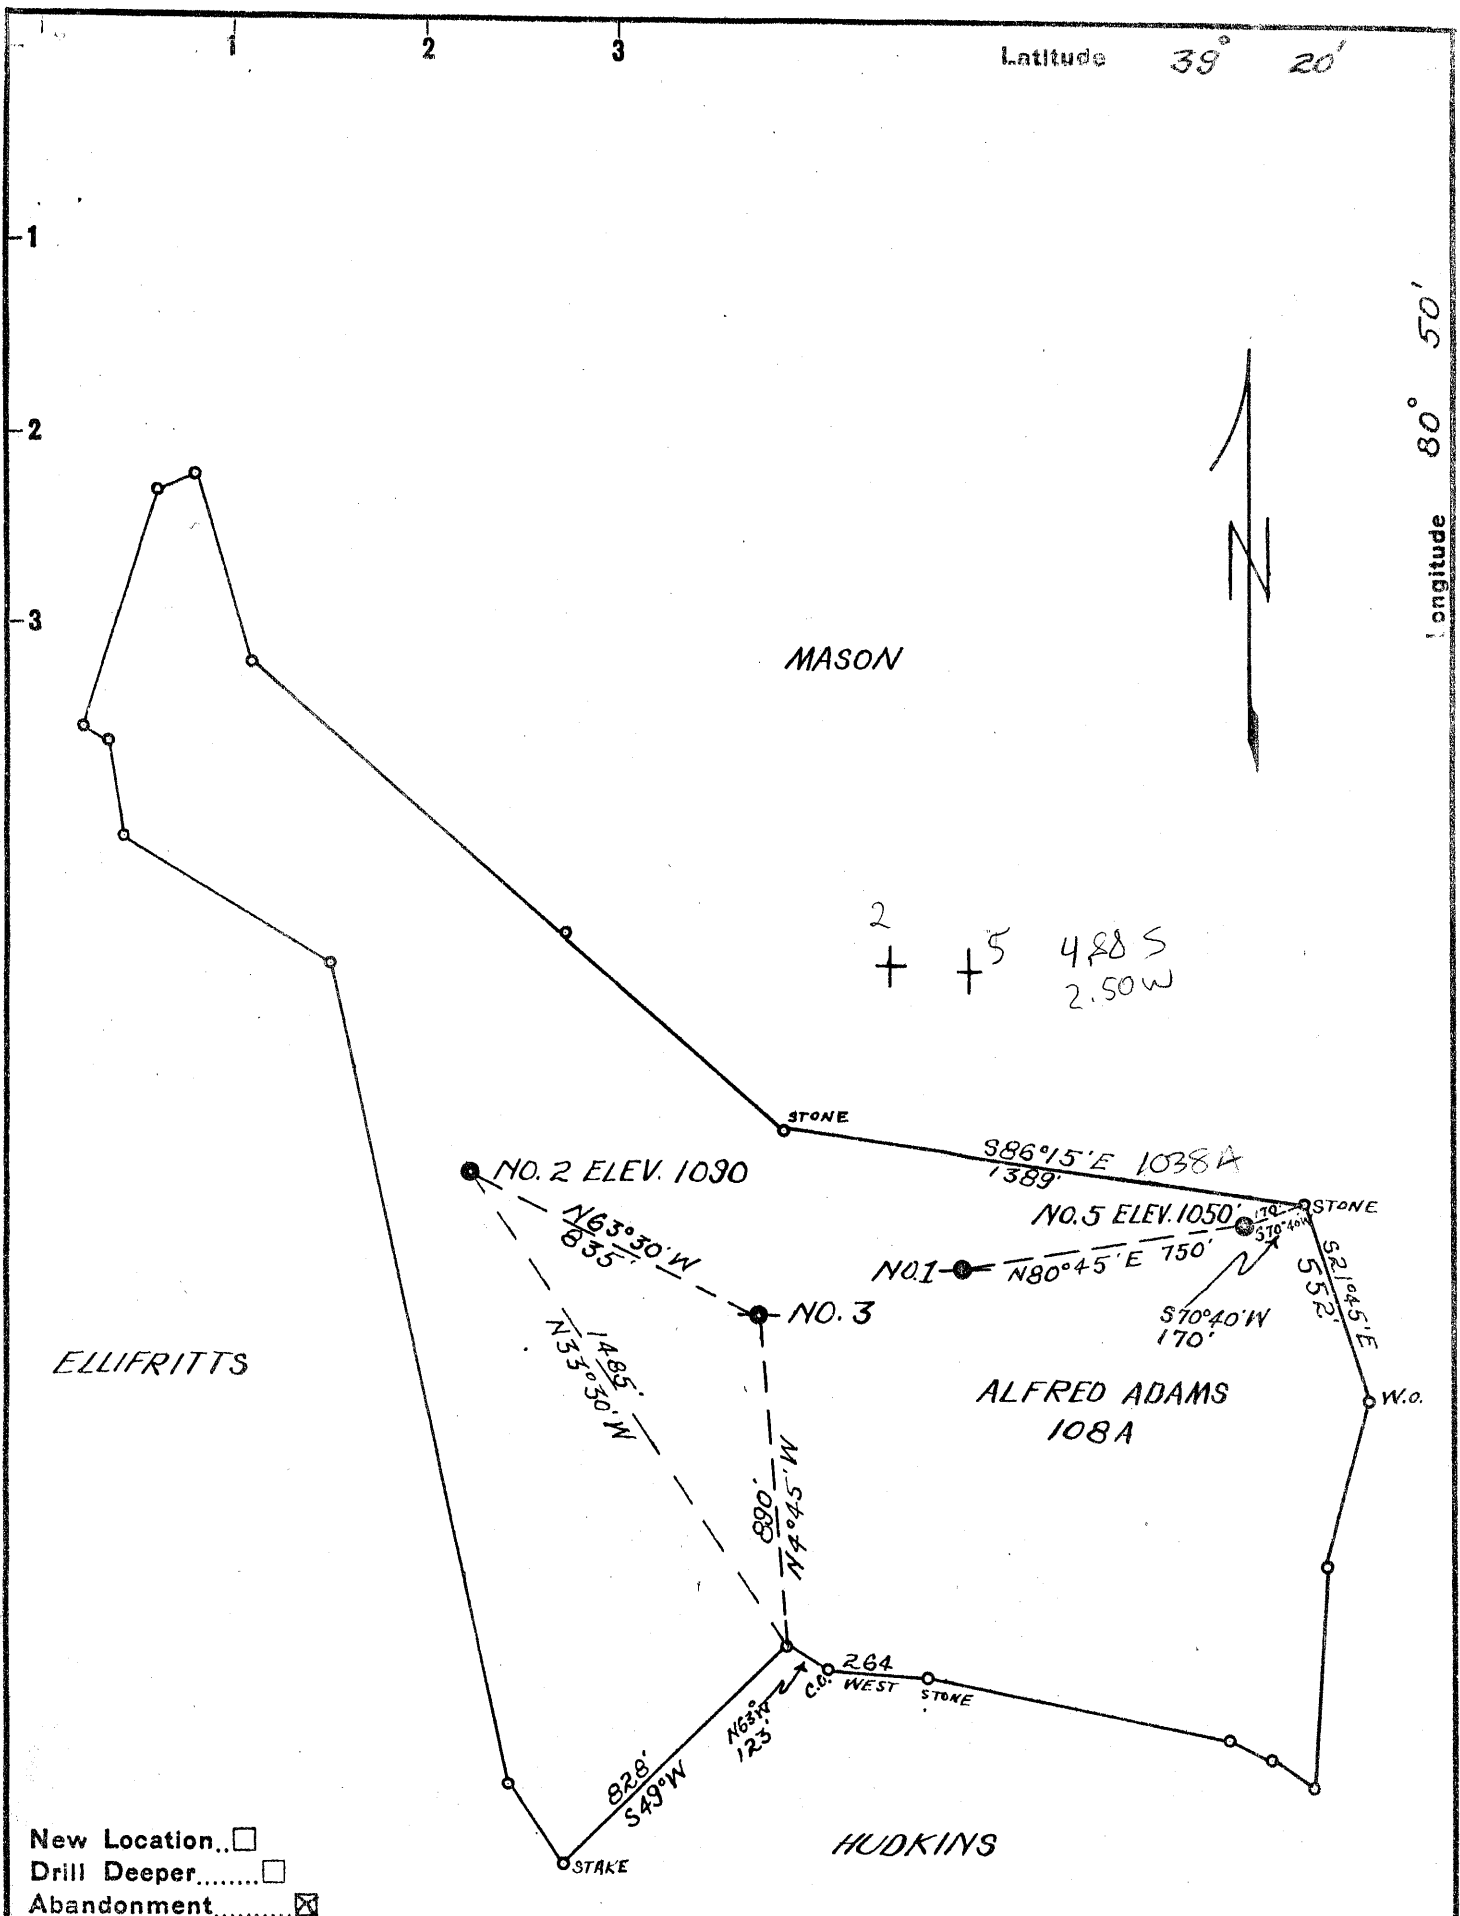 1 2 3
Latitude 39° 20'
-1
-2
-3
Longitude 80° 50'
N
MASON
2
5
2.50 W
STONE
S86°15'E 1038A
1389'
NO. 2 ELEV. 1090
N63°30'W
835'
NO. 5 ELEV. 1050'
170'
S70°40'W
STONE
NO. 1
N80°45'E 750'
S21°45'E
552'
NO. 3
S70°40'W
170'
1485'
N33°30'W
ELLIFRITTS
ALFRED ADAMS
108A
W.O.
890'
N4°45'W
264
WEST
C.O.
STONE
N63°W
123'
828'
S49°W
STAKE
HUDKINS
New Location..☐
Drill Deeper........☐
Abandonment..........☒